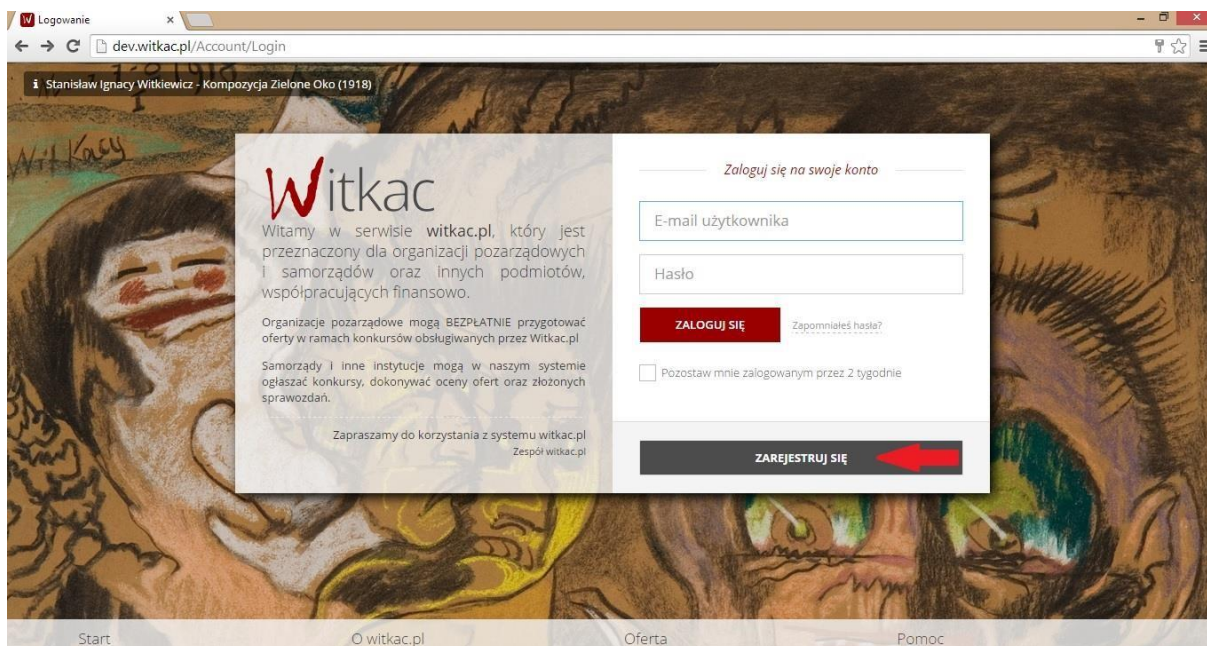 Logowanie
dev.witkac.pl/Account/Login
i Stanisław Ignacy Witkiewicz - Kompozycja Zielone Oko (1918)
Witkacy
Witkac
Witamy w serwisie witkac.pl, który jest
przeznaczony dla organizacji pozarządowych
i samorządów oraz innych podmiotów,
współpracujących finansowo.
Organizacje pozarządowe mogą BEZPŁATNIE przygotować
oferty w ramach konkursów obsługiwanych przez Witkac.pl
Samorządy i inne instytucje mogą w naszym systemie
ogłaszać konkursy, dokonywać oceny ofert oraz złożonych
sprawozdań.
Zapraszamy do korzystania z systemu witkac.pl
Zespół witkac.pl
Zaloguj się na swoje konto
E-mail użytkownika
Hasło
ZALOGUJ SIĘ
Zapomniałeś hasła?
Pozostaw mnie zalogowanym przez 2 tygodnie
ZAREJESTRUJ SIĘ
Start
O witkac.pl
Oferta
Pomoc